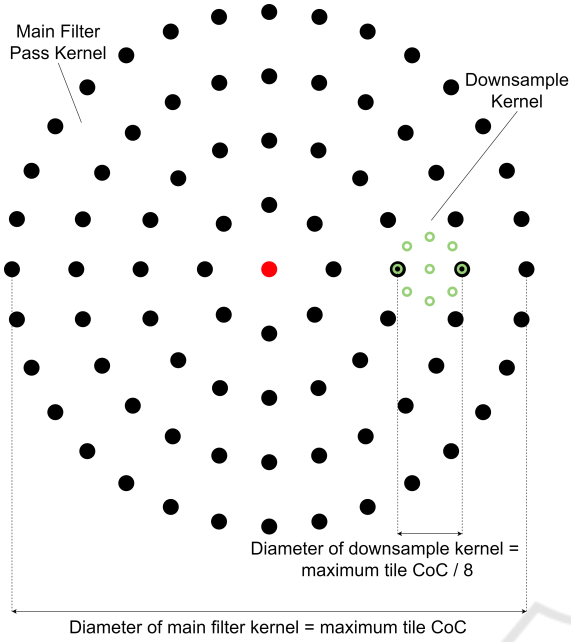 Main Filter
Pass Kernel
Downsample
Kernel
Diameter of downsample kernel =
maximum tile CoC / 8
Diameter of main filter kernel = maximum tile CoC